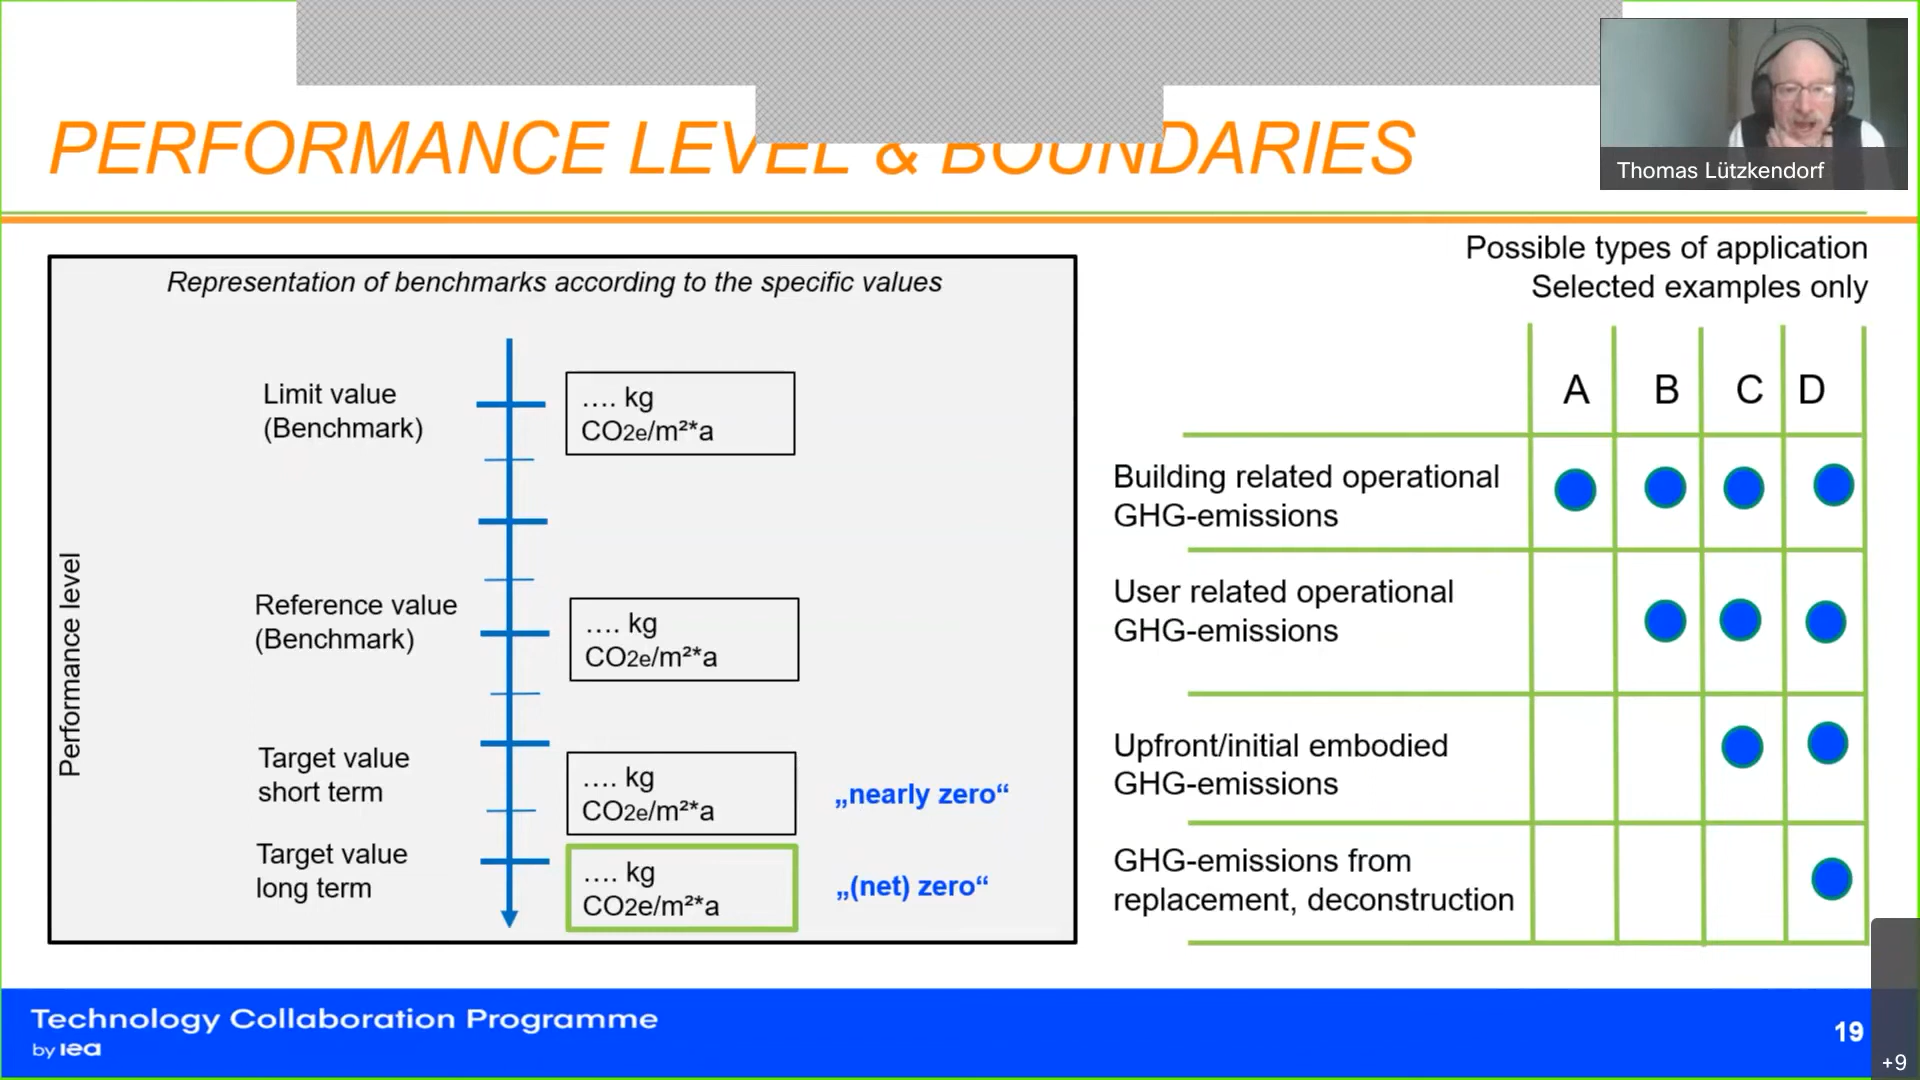 PERFORMANCE LEVEL & BOUNDARIES
Thomas Lützkendorf
Representation of benchmarks according to the specific values
Performance level
Limit value
(Benchmark)
.... kg
CO2e/m²*a
Reference value
(Benchmark)
.... kg
CO2e/m²*a
Target value
short term
.... kg
CO2e/m²*a
„nearly zero“
Target value
long term
.... kg
CO2e/m²*a
„(net) zero“
Possible types of application
Selected examples only
A B C D
Building related operational
GHG-emissions
User related operational
GHG-emissions
Upfront/initial embodied
GHG-emissions
GHG-emissions from
replacement, deconstruction
Technology Collaboration Programme
by iea
19
+9